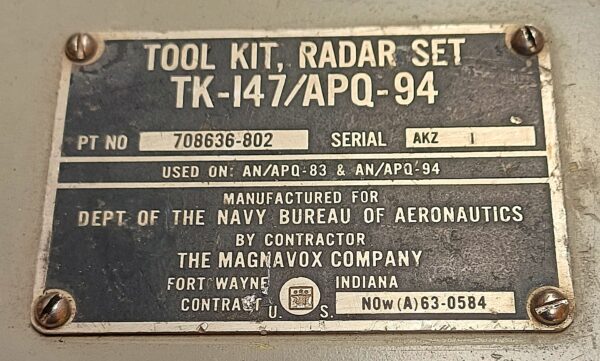 TOOL KIT, RADAR SET
TK-147/APQ-94
PT NO 708636-802 SERIAL AKZ 1
USED ON: AN/APQ-83 & AN/APQ-94
MANUFACTURED FOR
DEPT OF THE NAVY BUREAU OF AERONAUTICS
BY CONTRACTOR
THE MAGNAVOX COMPANY
FORT WAYNE INDIANA
CONTRACT U. S. NOw (A) 63-0584